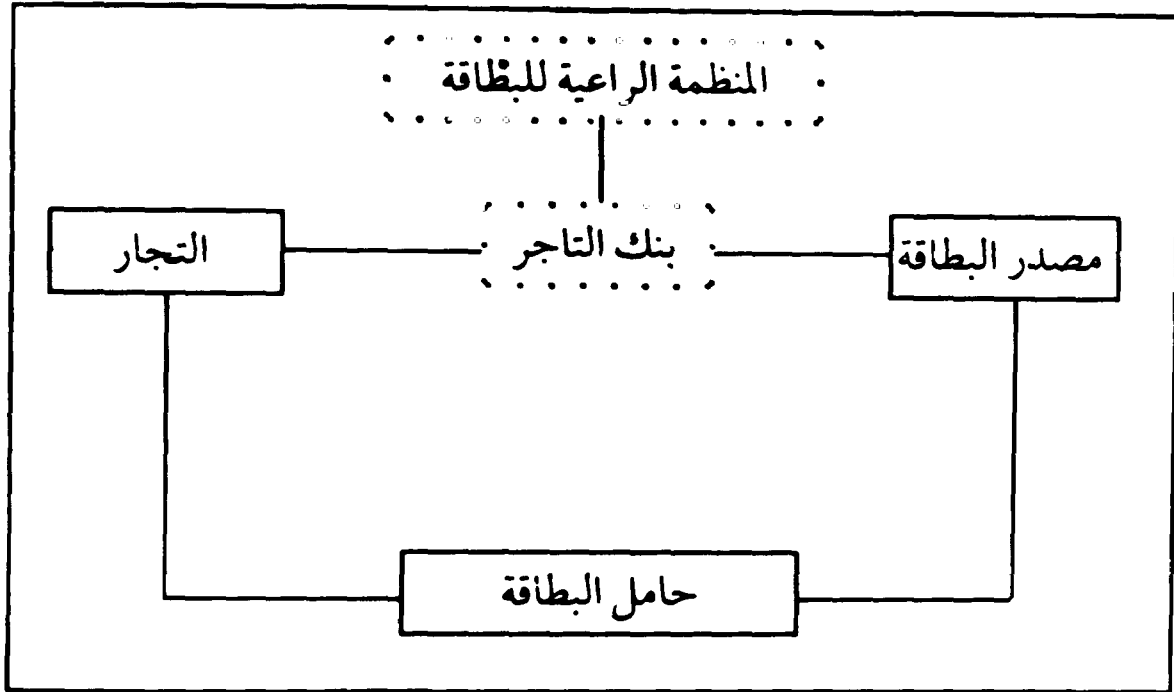 المنظمة الراعية للبطاقة
مصدر البطاقة
بنك التاجر
التجار
حامل البطاقة